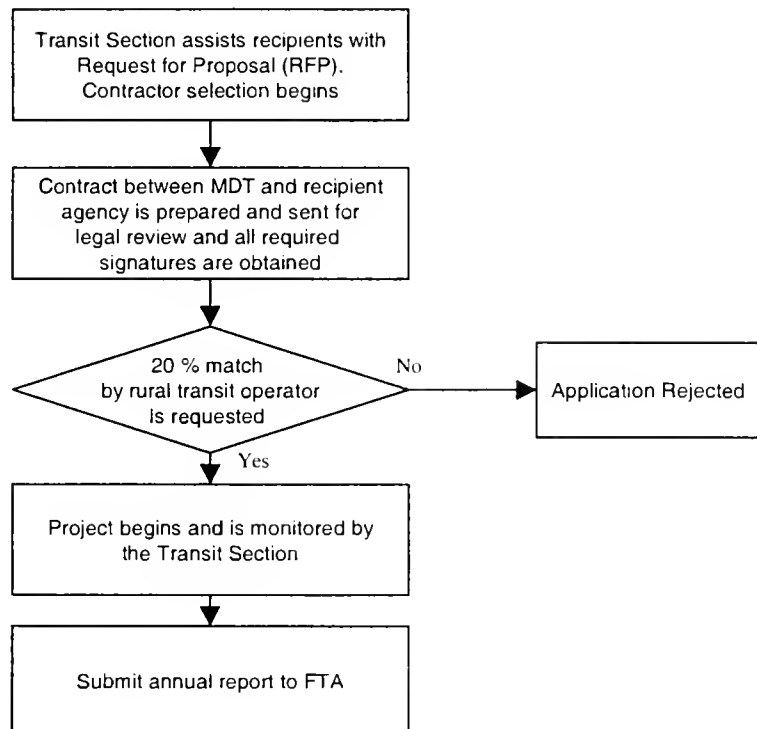 Transit Section assists recipients with
Request for Proposal (RFP).
Contractor selection begins
Contract between MDT and recipient
agency is prepared and sent for
legal review and all required
signatures are obtained
20 % match
by rural transit operator
is requested
No
Application Rejected
Yes
Project begins and is monitored by
the Transit Section
Submit annual report to FTA